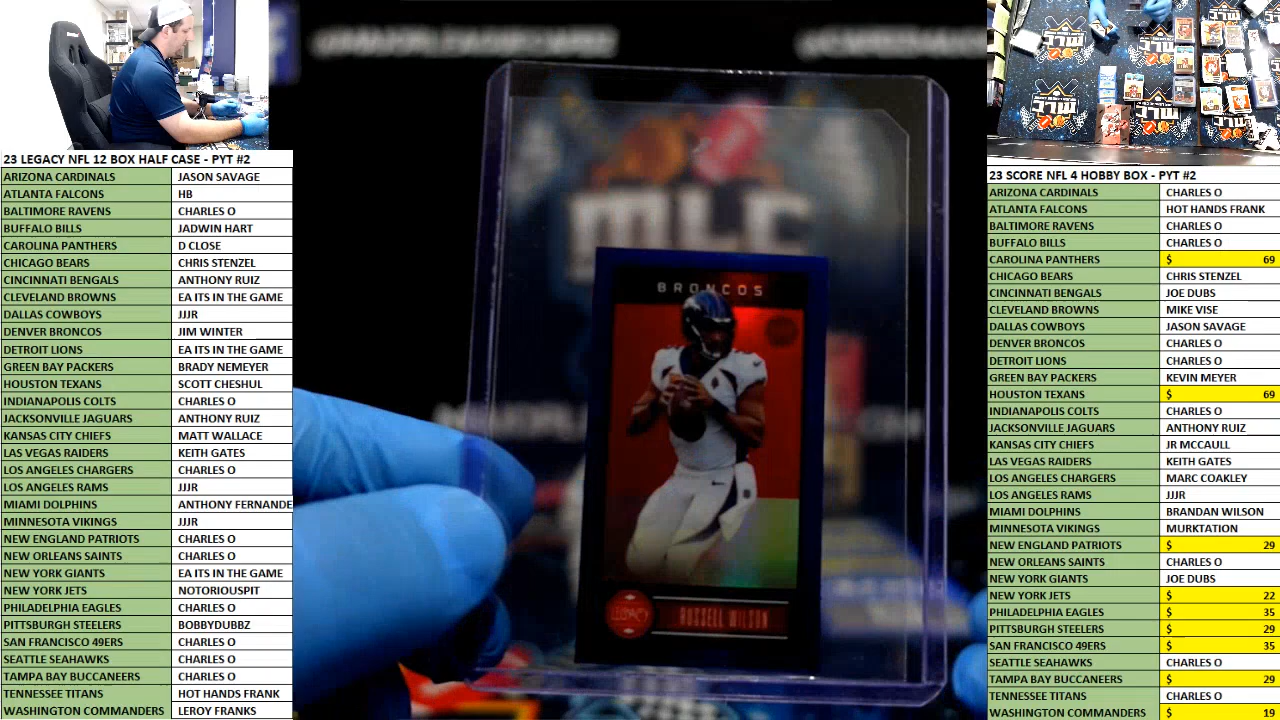 23 LEGACY NFL 12 BOX HALF CASE - PYT #2
ARIZONA CARDINALS JASON SAVAGE
ATLANTA FALCONS HB
BALTIMORE RAVENS CHARLES O
BUFFALO BILLS JADWIN HART
CAROLINA PANTHERS D CLOSE
CHICAGO BEARS CHRIS STENZEL
CINCINNATI BENGALS ANTHONY RUIZ
CLEVELAND BROWNS EA ITS IN THE GAME
DALLAS COWBOYS JJJR
DENVER BRONCOS JIM WINTER
DETROIT LIONS EA ITS IN THE GAME
GREEN BAY PACKERS BRADY NEMEYER
HOUSTON TEXANS SCOTT CHESHUL
INDIANAPOLIS COLTS CHARLES O
JACKSONVILLE JAGUARS ANTHONY RUIZ
KANSAS CITY CHIEFS MATT WALLACE
LAS VEGAS RAIDERS KEITH GATES
LOS ANGELES CHARGERS CHARLES O
LOS ANGELES RAMS JJJR
MIAMI DOLPHINS ANTHONY FERNANDE
MINNESOTA VIKINGS JJJR
NEW ENGLAND PATRIOTS CHARLES O
NEW ORLEANS SAINTS CHARLES O
NEW YORK GIANTS EA ITS IN THE GAME
NEW YORK JETS NOTORIOUSPIT
PHILADELPHIA EAGLES CHARLES O
PITTSBURGH STEELERS BOBBYDUBBZ
SAN FRANCISCO 49ERS CHARLES O
SEATTLE SEAHAWKS CHARLES O
TAMPA BAY BUCCANEERS CHARLES O
TENNESSEE TITANS HOT HANDS FRANK
WASHINGTON COMMANDERS LEROY FRANKS
MLC
BRONCOS
LEGACY
RUSSELL WILSON
MLC
MLC
MLC
23 SCORE NFL 4 HOBBY BOX - PYT #2
ARIZONA CARDINALS CHARLES O
ATLANTA FALCONS HOT HANDS FRANK
BALTIMORE RAVENS CHARLES O
BUFFALO BILLS CHARLES O
CAROLINA PANTHERS $ 69
CHICAGO BEARS CHRIS STENZEL
CINCINNATI BENGALS JOE DUBS
CLEVELAND BROWNS MIKE VISE
DALLAS COWBOYS JASON SAVAGE
DENVER BRONCOS CHARLES O
DETROIT LIONS CHARLES O
GREEN BAY PACKERS KEVIN MEYER
HOUSTON TEXANS $ 69
INDIANAPOLIS COLTS CHARLES O
JACKSONVILLE JAGUARS ANTHONY RUIZ
KANSAS CITY CHIEFS JR MCCAULL
LAS VEGAS RAIDERS KEITH GATES
LOS ANGELES CHARGERS MARC COAKLEY
LOS ANGELES RAMS JJJR
MIAMI DOLPHINS BRANDAN WILSON
MINNESOTA VIKINGS MURKTATION
NEW ENGLAND PATRIOTS $ 29
NEW ORLEANS SAINTS CHARLES O
NEW YORK GIANTS JOE DUBS
NEW YORK JETS $ 22
PHILADELPHIA EAGLES $ 35
PITTSBURGH STEELERS $ 29
SAN FRANCISCO 49ERS $ 35
SEATTLE SEAHAWKS CHARLES O
TAMPA BAY BUCCANEERS $ 29
TENNESSEE TITANS CHARLES O
WASHINGTON COMMANDERS $ 19